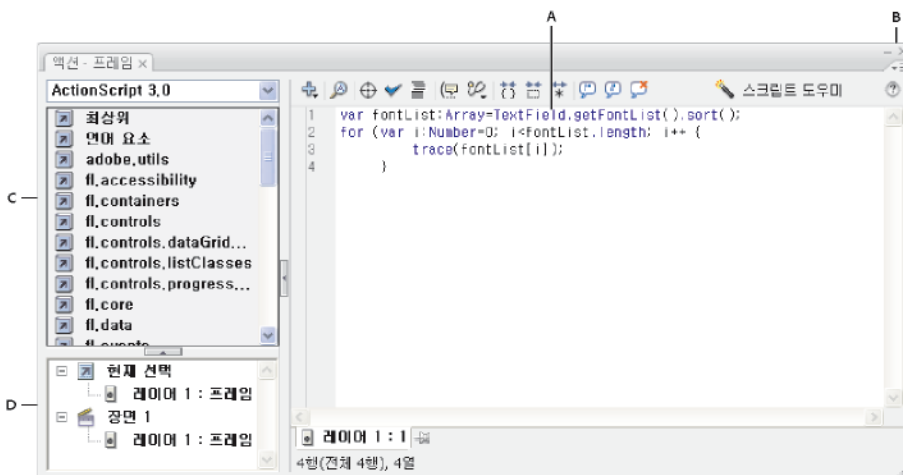 A
B
액션 - 프레임 ×
ActionScript 3.0
스크립트 도우미
최상위
언어 요소
adobe.utils
fl.accessibility
fl.containers
fl.controls
fl.controls.dataGrid...
fl.controls.listClasses
fl.controls.progress...
fl.core
fl.data
fl.events
C
1 var fontList:Array=TextField.getFontList().sort();
2 for (var i:Number=0; i<fontList.length; i++ {
3 trace(fontList[i]);
4 }
현재 선택
레이어 1 : 프레임
장면 1
레이어 1 : 프레임
D
레이어 1 : 1
4행(전체 4행), 4열